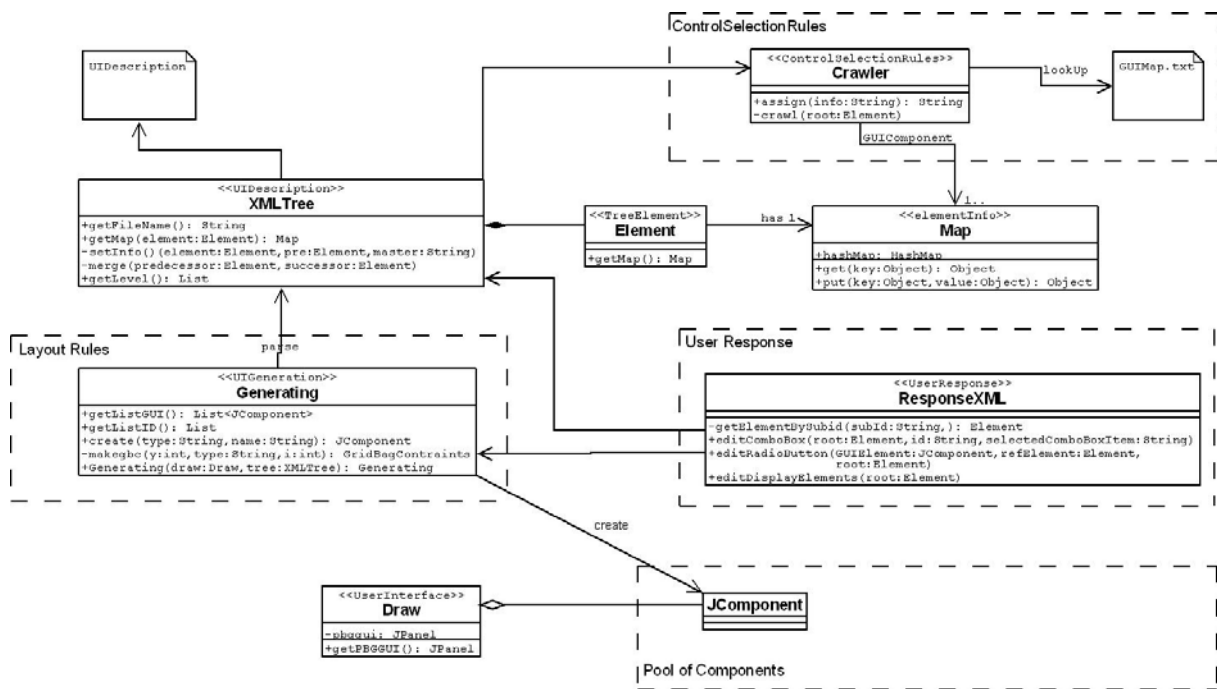 ControlSelectionRules
UIDescription
<<ControlSelectionRules>>
Crawler
+assign(info:String): String
-crawl(root:Element)
lookUp
GUIMap.txt
GUIComponent
1..
<<UIDescription>>
XMLTree
+getFileName(): String
+getMap(element:Element): Map
-setInfo()(element:Element,pre:Element,master:String)
-merge(predecessor:Element,successor:Element)
+getLevel(): List
<<TreeElement>>
Element
+getMap(): Map
has 1
<<elementInfo>>
Map
+hashMap: HashMap
+get(key:Object): Object
+put(key:Object,value:Object): Object
parse
Layout Rules
<<UIGeneration>>
Generating
+getListGUI(): List<JComponent>
+getListID(): List
+create(type:String,name:String): JComponent
-makegbc(y:int,type:String,i:int): GridBagContraints
+Generating(draw:Draw,tree:XMLTree): Generating
User Response
<<UserResponse>>
ResponseXML
-getElementBySubid(subId:String,): Element
+editComboBox(root:Element,id:String,selectedComboBoxItem:String)
+editRadioButton(GUIElement:JComponent,refElement:Element,
root:Element)
+editDisplayElements(root:Element)
create
<<UserInterface>>
Draw
-pbggui: JPanel
+getPBGGUI(): JPanel
JComponent
Pool of Components